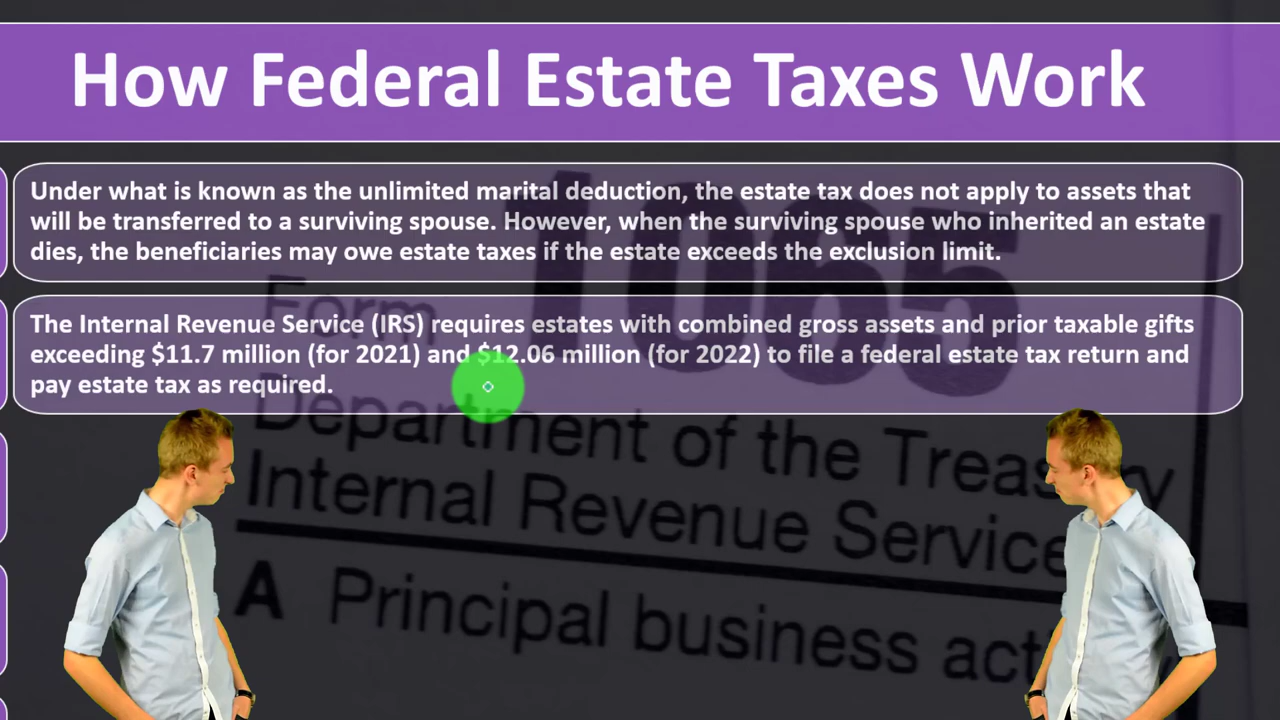 How Federal Estate Taxes Work
Under what is known as the unlimited marital deduction, the estate tax does not apply to assets that
will be transferred to a surviving spouse. However, when the surviving spouse who inherited an estate
dies, the beneficiaries may owe estate taxes if the estate exceeds the exclusion limit.
The Internal Revenue Service (IRS) requires estates with combined gross assets and prior taxable gifts
exceeding $11.7 million (for 2021) and $12.06 million (for 2022) to file a federal estate tax return and
pay estate tax as required.
Form 1065
Department of the Treasury
Internal Revenue Service
A Principal business acti